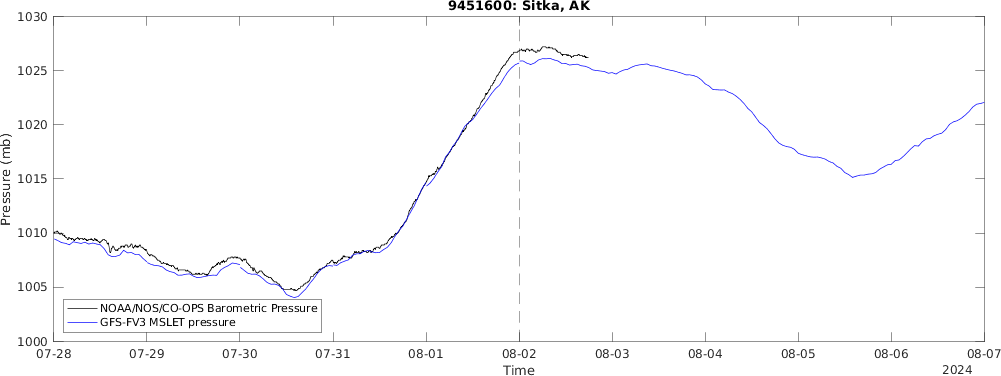 9451600: Sitka, AK
Pressure (mb)
1030
1025
1020
1015
1010
1005
1000
NOAA/NOS/CO-OPS Barometric Pressure
GFS-FV3 MSLET pressure
07-28 07-29 07-30 07-31 08-01 08-02 08-03 08-04 08-05 08-06 08-07
Time
2024